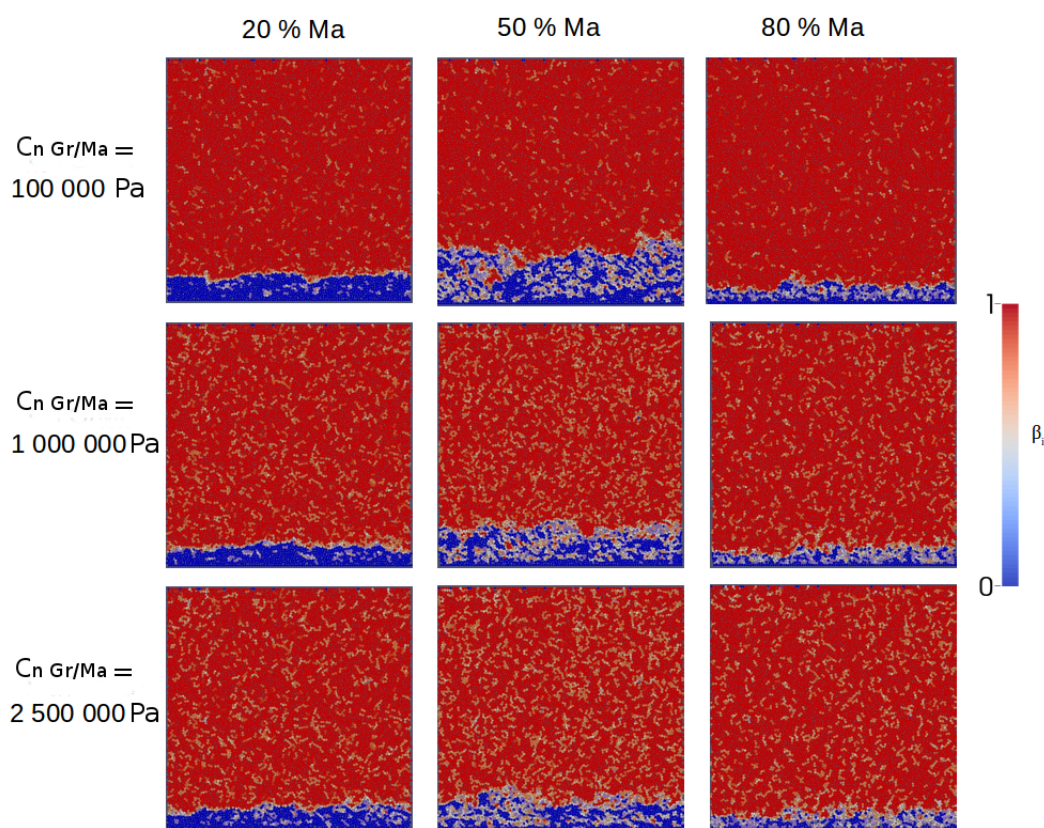 20 % Ma
50 % Ma
80 % Ma
Cn Gr/Ma =
100 000 Pa
Cn Gr/Ma =
1 000 000 Pa
Cn Gr/Ma =
2 500 000 Pa
1
βi
0